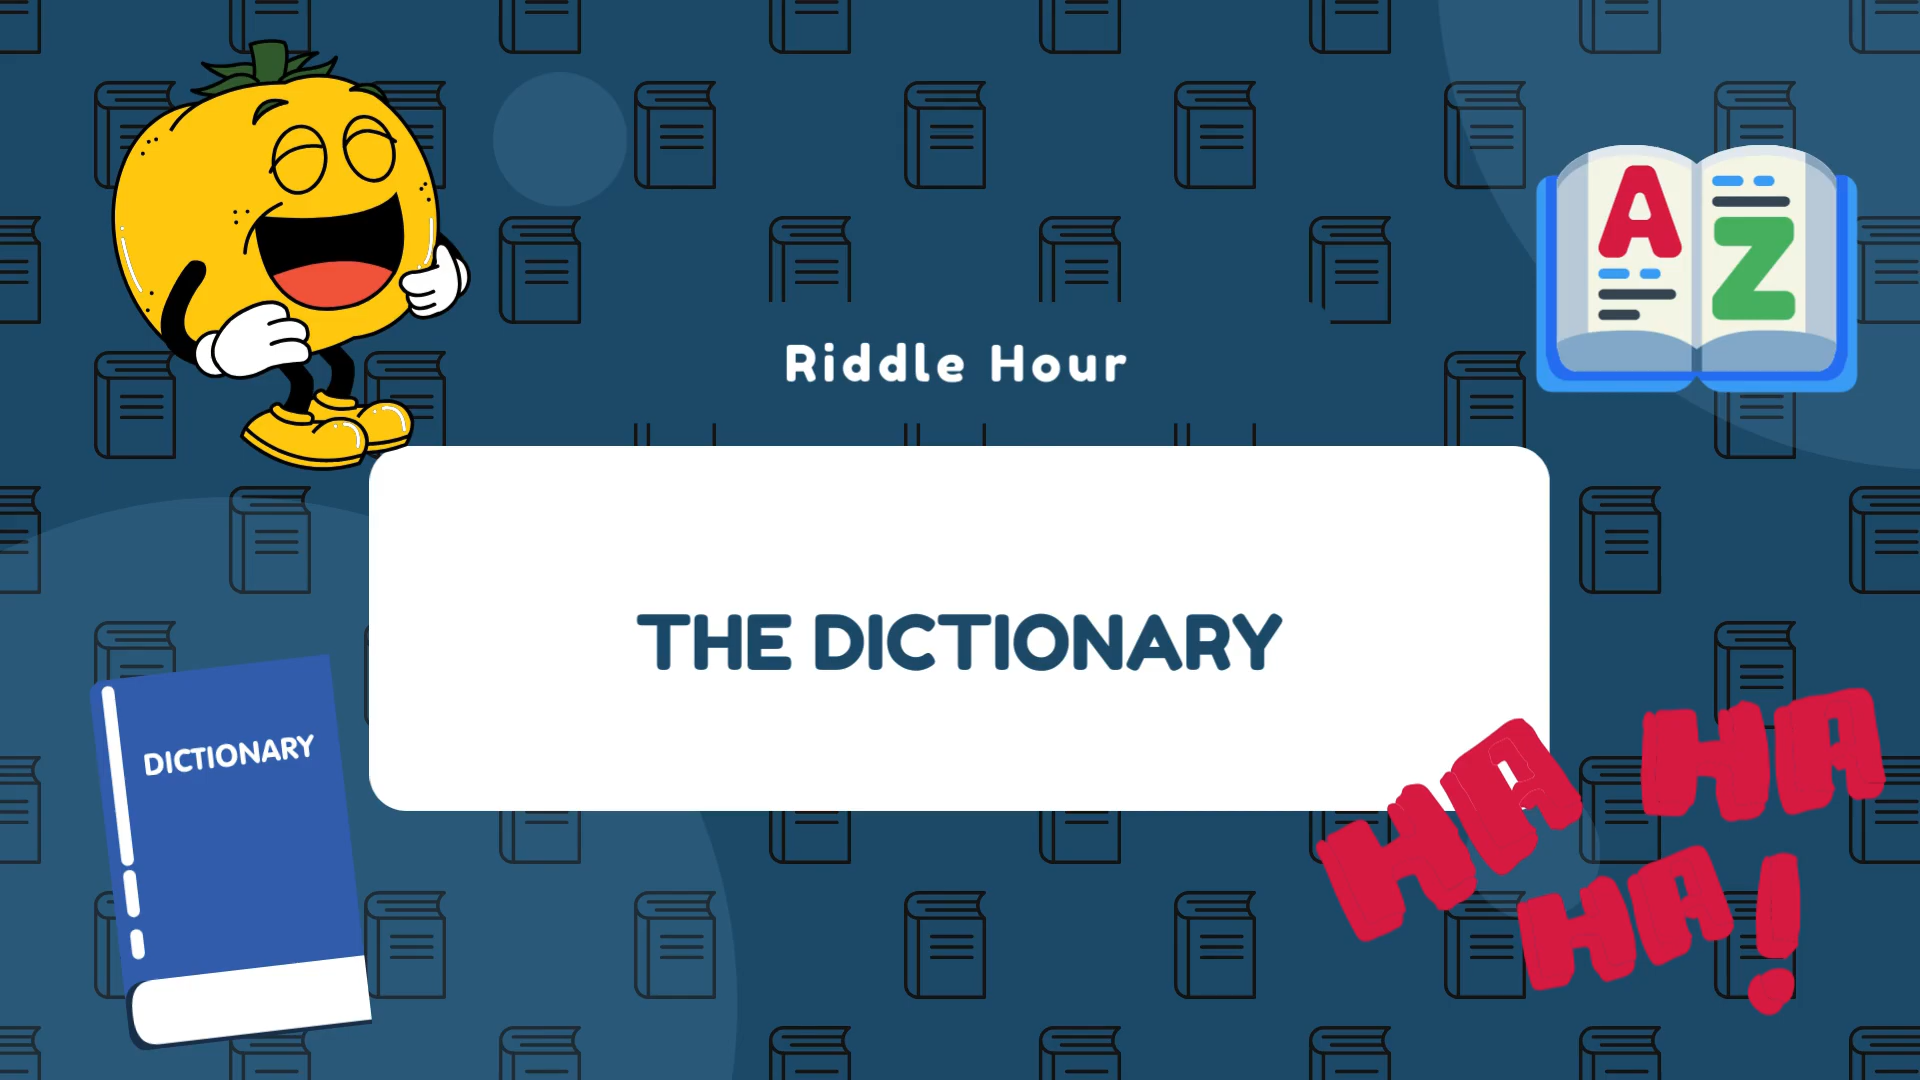 A
Z
Riddle Hour
THE DICTIONARY
DICTIONARY
HA HA
HA!